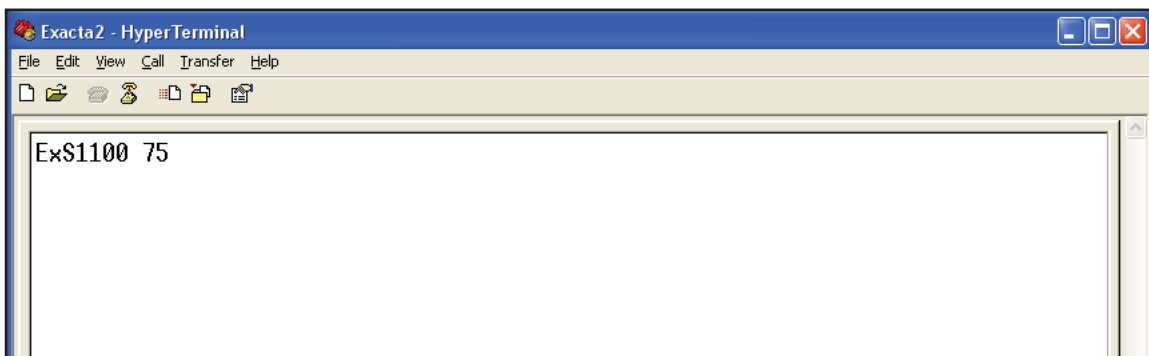 Exacta2 - HyperTerminal
File Edit View Call Transfer Help
ExS1100 75